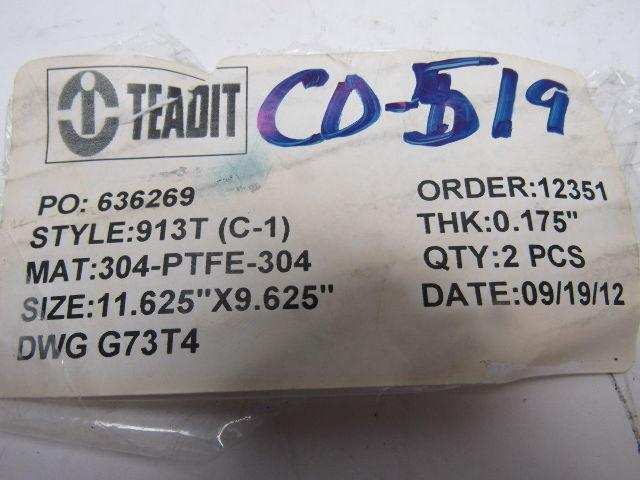 TEADIT CO-519
PO: 636269 ORDER:12351
STYLE:913T (C-1) THK:0.175"
MAT:304-PTFE-304 QTY:2 PCS
SIZE:11.625"X9.625" DATE:09/19/12
DWG G73T4